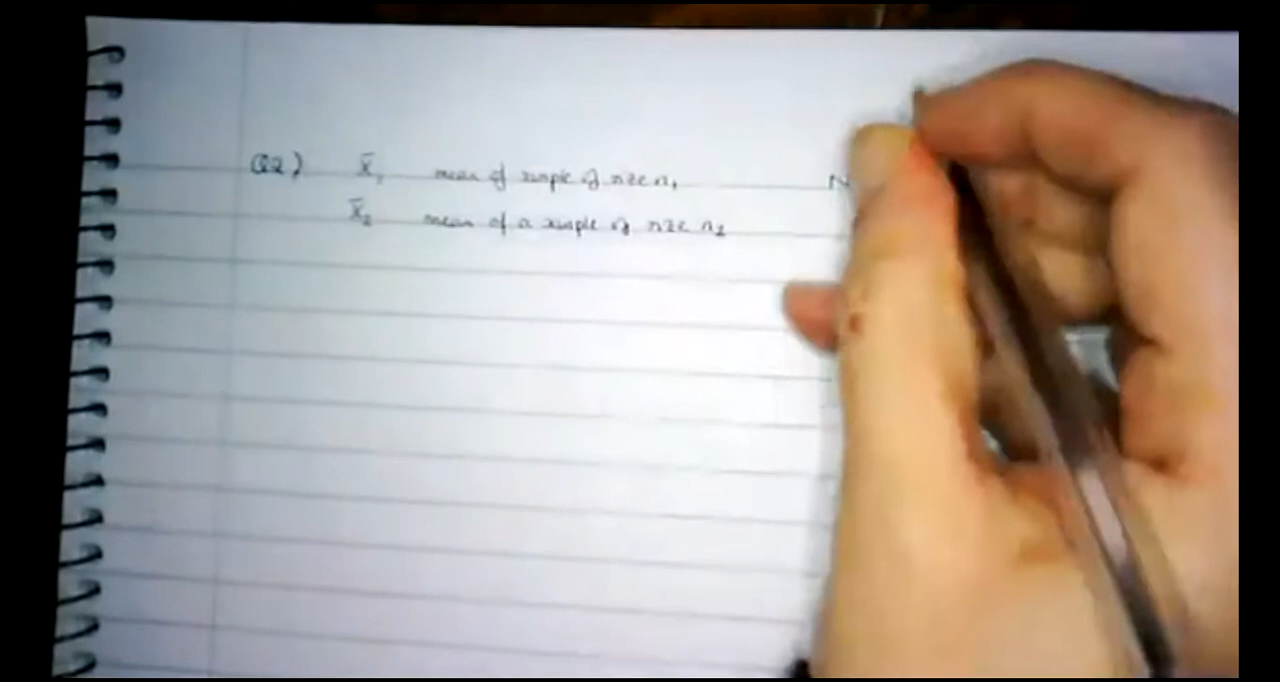 Q2) x̄₁ mean of sample of size n₁ N
x̄₂ mean of a sample of size n₂